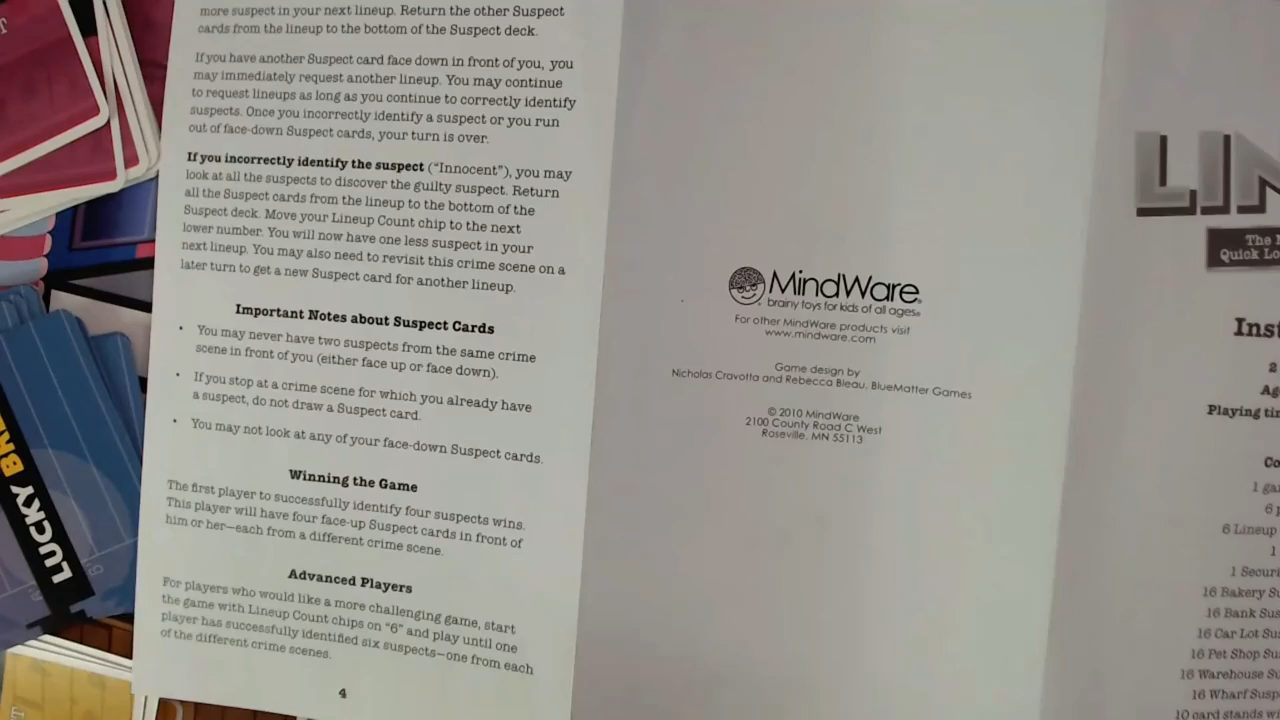 more suspect in your next lineup. Return the other Suspect
cards from the lineup to the bottom of the Suspect deck.
If you have another Suspect card face down in front of you, you
may immediately request another lineup. You may continue
to request lineups as long as you continue to correctly identify
suspects. Once you incorrectly identify a suspect or you run
out of face-down Suspect cards, your turn is over.
If you incorrectly identify the suspect ("Innocent"), you may
look at all the suspects to discover the guilty suspect. Return
all the Suspect cards from the lineup to the bottom of the
Suspect deck. Move your Lineup Count chip to the next
lower number. You will now have one less suspect in your
next lineup. You may also need to revisit this crime scene on a
later turn to get a new Suspect card for another lineup.
Important Notes about Suspect Cards
• You may never have two suspects from the same crime
scene in front of you (either face up or face down).
• If you stop at a crime scene for which you already have
a suspect, do not draw a Suspect card.
• You may not look at any of your face-down Suspect cards.
Winning the Game
The first player to successfully identify four suspects wins.
This player will have four face-up Suspect cards in front of
him or her—each from a different crime scene.
Advanced Players
For players who would like a more challenging game, start
the game with Lineup Count chips on "6" and play until one
player has successfully identified six suspects—one from each
of the different crime scenes.
4
MindWare®
brainy toys for kids of all ages®
For other MindWare products visit
www.mindware.com
Game design by
Nicholas Cravotta and Rebecca Bleau, BlueMatter Games
© 2010 MindWare
2100 County Road C West
Roseville, MN 55113
LIN
The
Quick Lo
Inst
2
Ag
Playing tim
Co
1 ga
6 p
6 Lineup
1
1 Securi
16 Bakery Su
16 Bank Sus
16 Car Lot Su
16 Pet Shop Su
16 Warehouse Su
16 Wharf Susp
10 card stands wi
LUCKY BRE